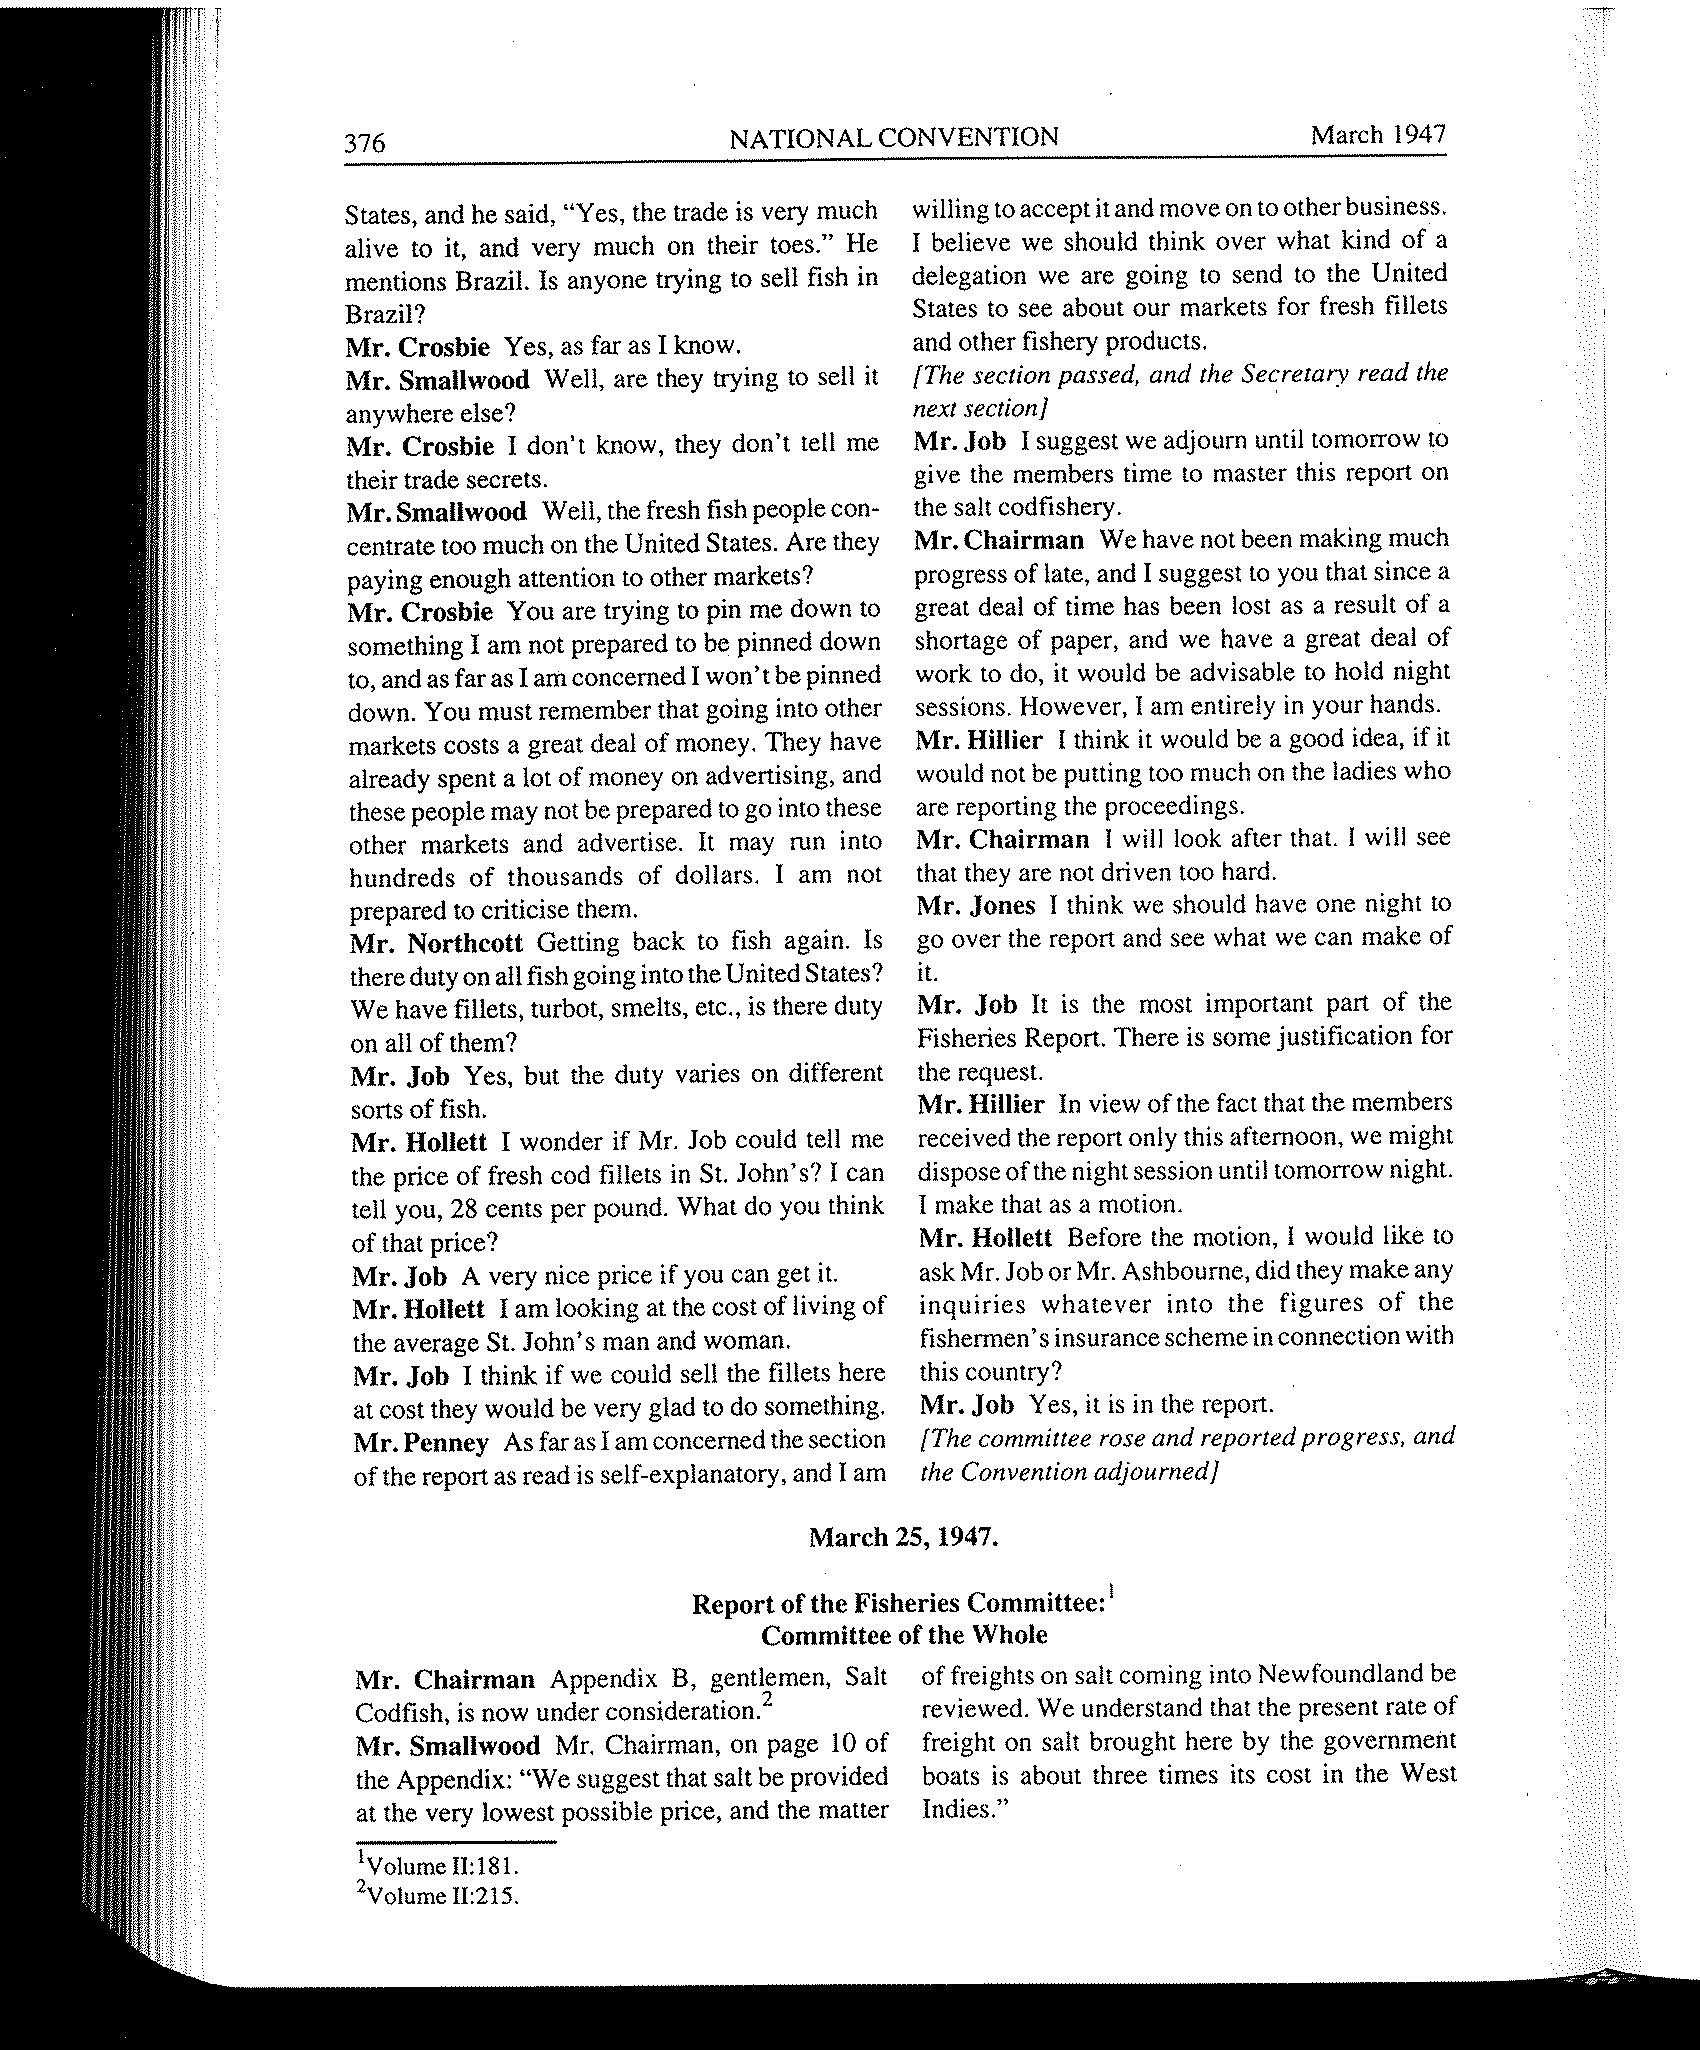 376
NATIONAL CONVENTION
March 1947
States, and he said, “Yes, the trade is very much
alive to it, and very much on their toes.” He
mentions Brazil. Is anyone trying to sell fish in
Brazil?
Mr. Crosbie Yes, as far as I know.
Mr. Smallwood Well, are they trying to sell it
anywhere else?
Mr. Crosbie I don't know, they don't tell me
their trade secrets.
Mr. Smallwood Well, the fresh fish people con-
centrate too much on the United States. Are they
paying enough attention to other markets?
Mr. Crosbie You are trying to pin me down to
something I am not prepared to be pinned down
to, and as far as I am concerned I won't be pinned
down. You must remember that going into other
markets costs a great deal of money. They have
already spent a lot of money on advertising, and
these people may not be prepared to go into these
other markets and advertise. It may run into
hundreds of thousands of dollars. I am not
prepared to criticise them.
Mr. Northcott Getting back to fish again. Is
there duty on all fish going into the United States?
We have fillets, turbot, smelts, etc., is there duty
on all of them?
Mr. Job Yes, but the duty varies on different
sorts of fish.
Mr. Hollett I wonder if Mr. Job could tell me
the price of fresh cod fillets in St. John's? I can
tell you, 28 cents per pound. What do you think
of that price?
Mr. Job A very nice price if you can get it.
Mr. Hollett I am looking at the cost of living of
the average St. John's man and woman.
Mr. Job I think if we could sell the fillets here
at cost they would be very glad to do something.
Mr. Penney As far as I am concerned the section
of the report as read is self-explanatory, and I am
willing to accept it and move on to other business.
I believe we should think over what kind of a
delegation we are going to send to the United
States to see about our markets for fresh fillets
and other fishery products.
[The section passed, and the Secretary read the
next section]
Mr. Job I suggest we adjourn until tomorrow to
give the members time to master this report on
the salt codfishery.
Mr. Chairman We have not been making much
progress of late, and I suggest to you that since a
great deal of time has been lost as a result of a
shortage of paper, and we have a great deal of
work to do, it would be advisable to hold night
sessions. However, I am entirely in your hands.
Mr. Hillier I think it would be a good idea, if it
would not be putting too much on the ladies who
are reporting the proceedings.
Mr. Chairman I will look after that. I will see
that they are not driven too hard.
Mr. Jones I think we should have one night to
go over the report and see what we can make of
it.
Mr. Job It is the most important part of the
Fisheries Report. There is some justification for
the request.
Mr. Hillier In view of the fact that the members
received the report only this afternoon, we might
dispose of the night session until tomorrow night.
I make that as a motion.
Mr. Hollett Before the motion, I would like to
ask Mr. Job or Mr. Ashbourne, did they make any
inquiries whatever into the figures of the
fishermen's insurance scheme in connection with
this country?
Mr. Job Yes, it is in the report.
[The committee rose and reported progress, and
the Convention adjourned]
March 25, 1947.
Report of the Fisheries Committee:1
Committee of the Whole
Mr. Chairman Appendix B, gentlemen, Salt
Codfish, is now under consideration.2
Mr. Smallwood Mr. Chairman, on page 10 of
the Appendix: “We suggest that salt be provided
at the very lowest possible price, and the matter
of freights on salt coming into Newfoundland be
reviewed. We understand that the present rate of
freight on salt brought here by the government
boats is about three times its cost in the West
Indies.”
1Volume II:181.
2Volume II:215.